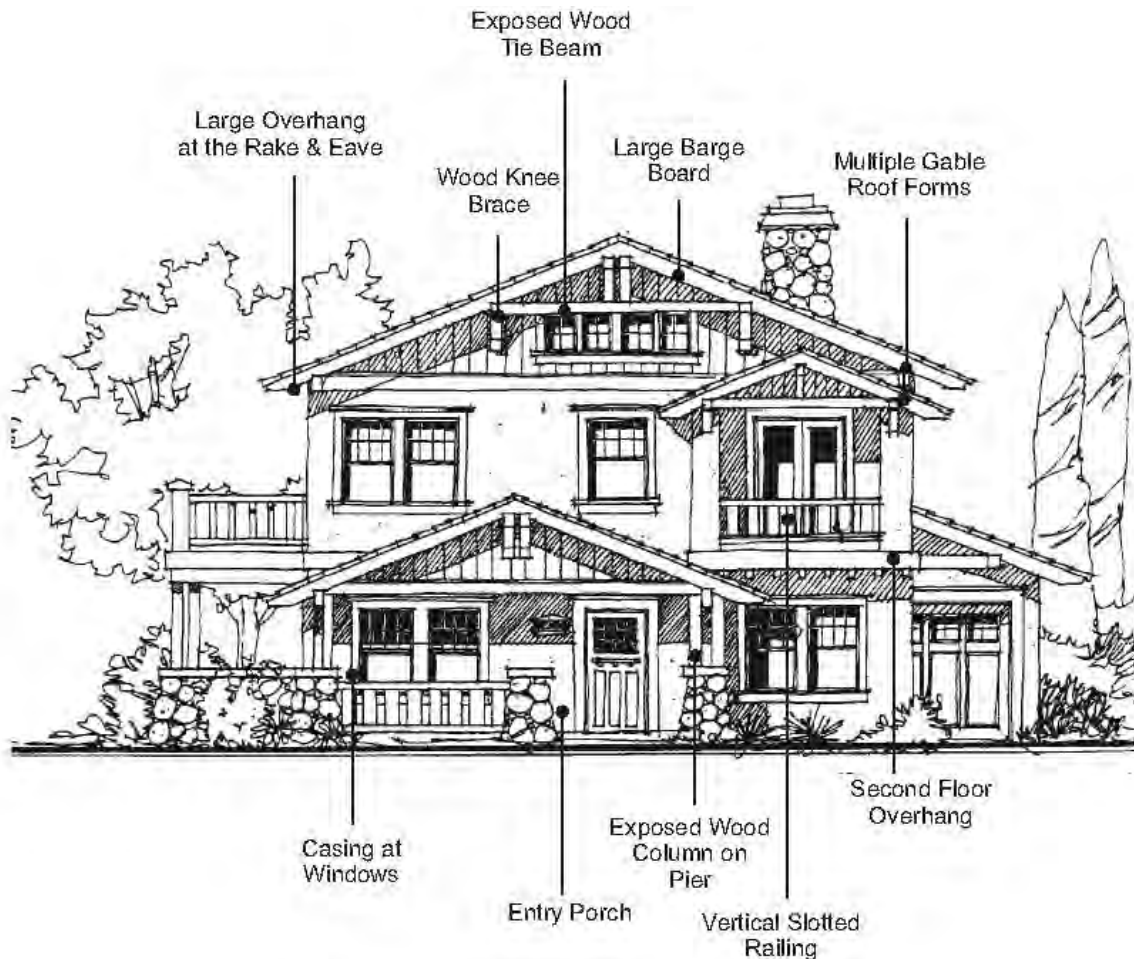 Exposed Wood
Tie Beam
Large Overhang
at the Rake & Eave
Wood Knee
Brace
Large Barge
Board
Multiple Gable
Roof Forms
Casing at
Windows
Entry Porch
Exposed Wood
Column on
Pier
Vertical Slotted
Railing
Second Floor
Overhang